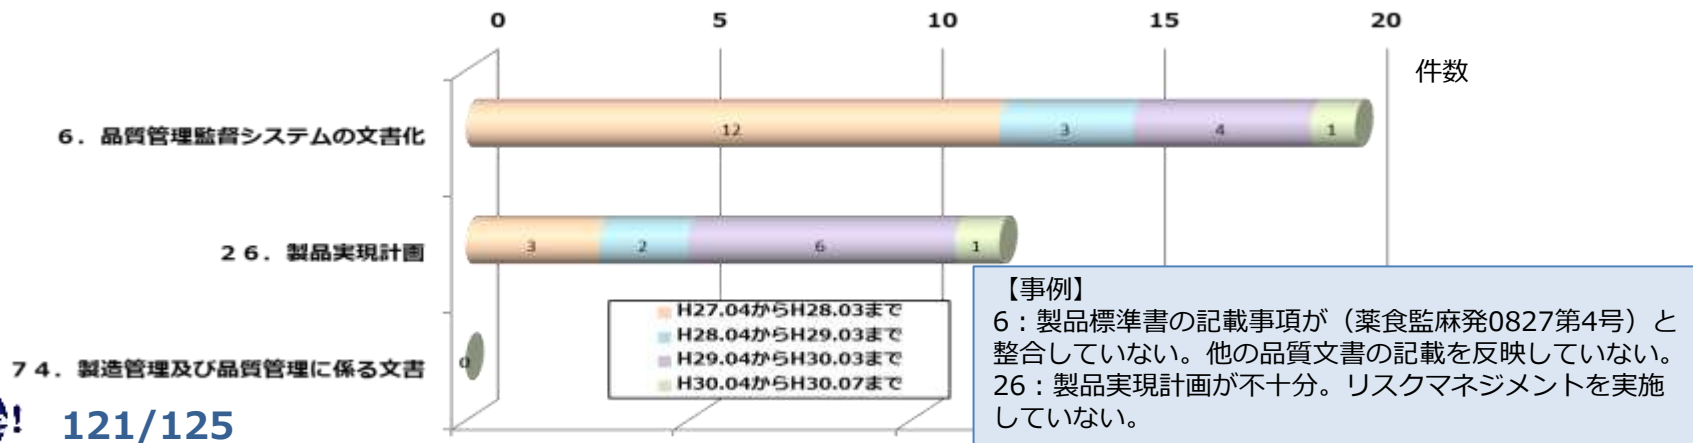 0 5 10 15 20
件数
6．品質管理監督システムの文書化
12 3 4 1
２６．製品実現計画
3 2 6 1
７４．製造管理及び品質管理に係る文書
0
H27.04からH28.03まで
H28.04からH29.03まで
H29.04からH30.03まで
H30.04からH30.07まで
【事例】
6：製品標準書の記載事項が（薬食監麻発0827第4号）と
整合していない。他の品質文書の記載を反映していない。
26：製品実現計画が不十分。リスクマネジメントを実施
していない。
! 121/125